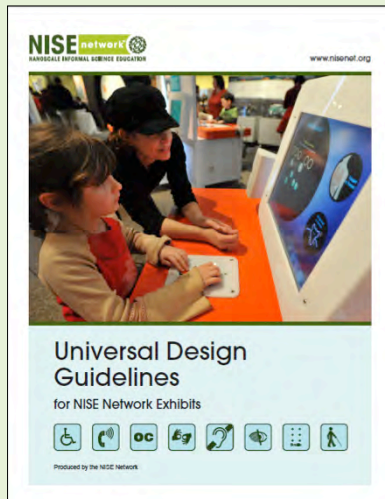 NISE network
NANOSCALE INFORMAL SCIENCE EDUCATION
www.nisenet.org
Universal Design
Guidelines
for NISE Network Exhibits
OC
Produced by the NISE Network